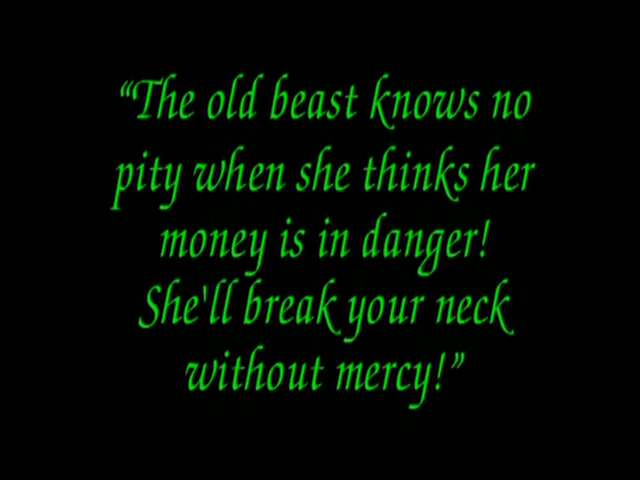 “The old beast knows no
pity when she thinks her
money is in danger!
She'll break your neck
without mercy!”